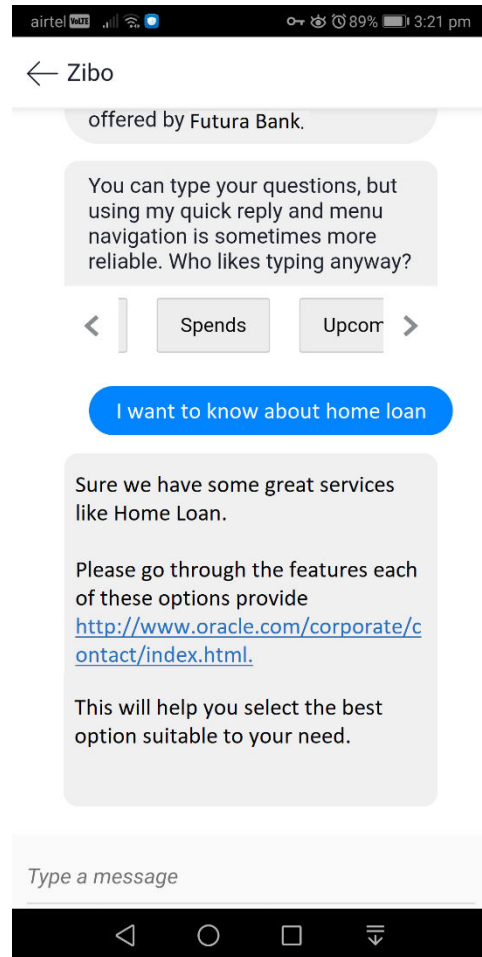 airtel VoLTE 89% 3:21 pm
Zibo
offered by Futura Bank.
You can type your questions, but
using my quick reply and menu
navigation is sometimes more
reliable. Who likes typing anyway?
Spends Upcom
I want to know about home loan
Sure we have some great services
like Home Loan.
Please go through the features each
of these options provide
http://www.oracle.com/corporate/c
ontact/index.html.
This will help you select the best
option suitable to your need.
Type a message